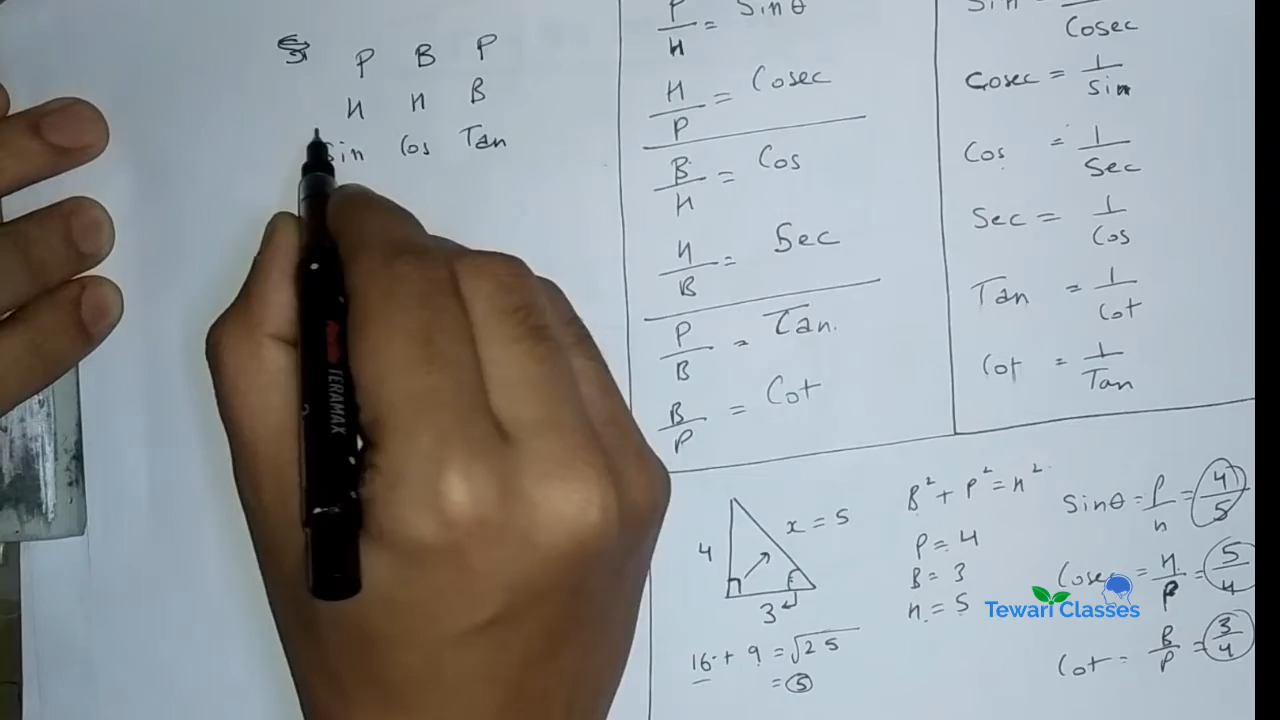 P B P
H H B
Sin Cos Tan
P/H = Sin θ
H/P = Cosec
B/H = Cos
H/B = Sec
P/B = Tan.
B/P = Cot
Cosec
Cosec = 1/Sin
Cos = 1/Sec
Sec = 1/Cos
Tan = 1/Cot
Cot = 1/Tan
4
x = 5
3
16 + 9 = √25
= 5
B² + P² = H²
P = 4
B = 3
H = 5
Sinθ = P/H = 4/5
Cosec = H/P = 5/4
Cot = B/P = 3/4
Tewari Classes
TERAMAX